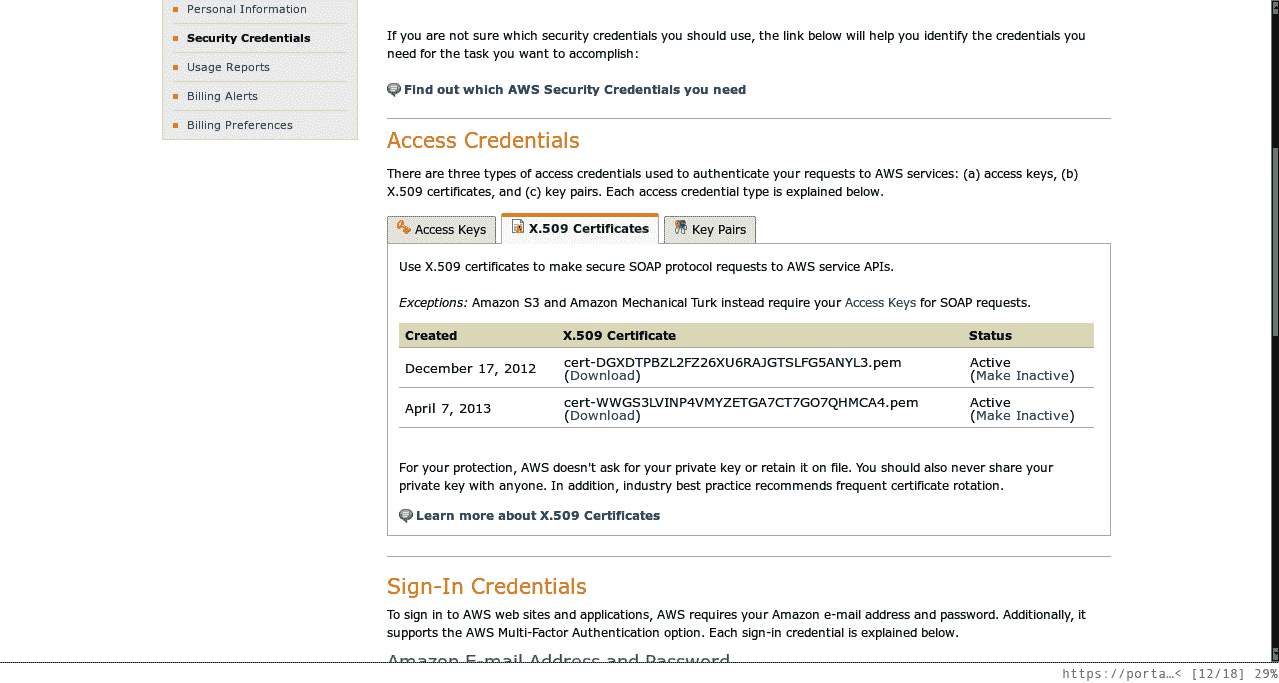 Personal Information
Security Credentials
Usage Reports
Billing Alerts
Billing Preferences
If you are not sure which security credentials you should use, the link below will help you identify the credentials you
need for the task you want to accomplish:
Find out which AWS Security Credentials you need
Access Credentials
There are three types of access credentials used to authenticate your requests to AWS services: (a) access keys, (b)
X.509 certificates, and (c) key pairs. Each access credential type is explained below.
Access Keys X.509 Certificates Key Pairs
Use X.509 certificates to make secure SOAP protocol requests to AWS service APIs.
Exceptions: Amazon S3 and Amazon Mechanical Turk instead require your Access Keys for SOAP requests.
Created X.509 Certificate Status
December 17, 2012 cert-DGXDTPBZL2FZ26XU6RAJGTSLFG5ANYL3.pem Active
(Download) (Make Inactive)
April 7, 2013 cert-WWGS3LVINP4VMYZETGA7CT7GO7QHMCA4.pem Active
(Download) (Make Inactive)
For your protection, AWS doesn't ask for your private key or retain it on file. You should also never share your
private key with anyone. In addition, industry best practice recommends frequent certificate rotation.
Learn more about X.509 Certificates
Sign-In Credentials
To sign in to AWS web sites and applications, AWS requires your Amazon e-mail address and password. Additionally, it
supports the AWS Multi-Factor Authentication option. Each sign-in credential is explained below.
Amazon E-mail Address and Password
https://porta…< [12/18] 29%